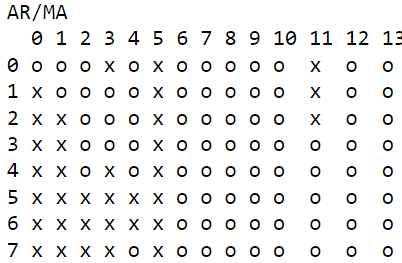 AR/MA
  0 1 2 3 4 5 6 7 8 9 10 11 12 13
0 o o o x o x o o o o o  x  o  o
1 x o o o o x o o o o o  x  o  o
2 x x o o o x o o o o o  x  o  o
3 x x o o o x o o o o o  o  o  o
4 x x o x o x o o o o o  o  o  o
5 x x x x x x o o o o o  o  o  o
6 x x x x x x o o o o o  o  o  o
7 x x x x o x o o o o o  o  o  o